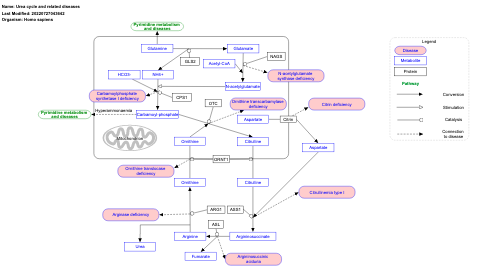 Name: Urea cycle and related diseases
Last Modified: 20220727042642
Organism: Homo sapiens
Pyrimidine metabolism
and diseases
Glutamine
Glutamate
GLS2
NAGS
Acetyl-CoA
HCO3-
NH4+
N-acetylglutamate
synthase deficiency
N-acetylglutamate
Carbamoylphosphate
synthetase I deficiency
CPS1
OTC
Ornithine transcarbamylase
deficiency
Hyperammonaemia
Pyrimidine metabolism
and diseases
Carbamoyl-phosphate
Aspartate
Citrin
Citrin deficiency
Mitochondrion
Ornithine
Citrulline
Aspartate
ORNT1
Ornithine translocase
deficiency
Ornithine
Citrulline
Citrullinemia type I
Arginase deficiency
ARG1
ASS1
ASL
Arginine
Argininosuccinate
Urea
Fumarate
Argininosuccinic
aciduria
Legend
Disease
Metabolite
Protein
Pathway
Conversion
Stimulation
Catalysis
Connection
to disease